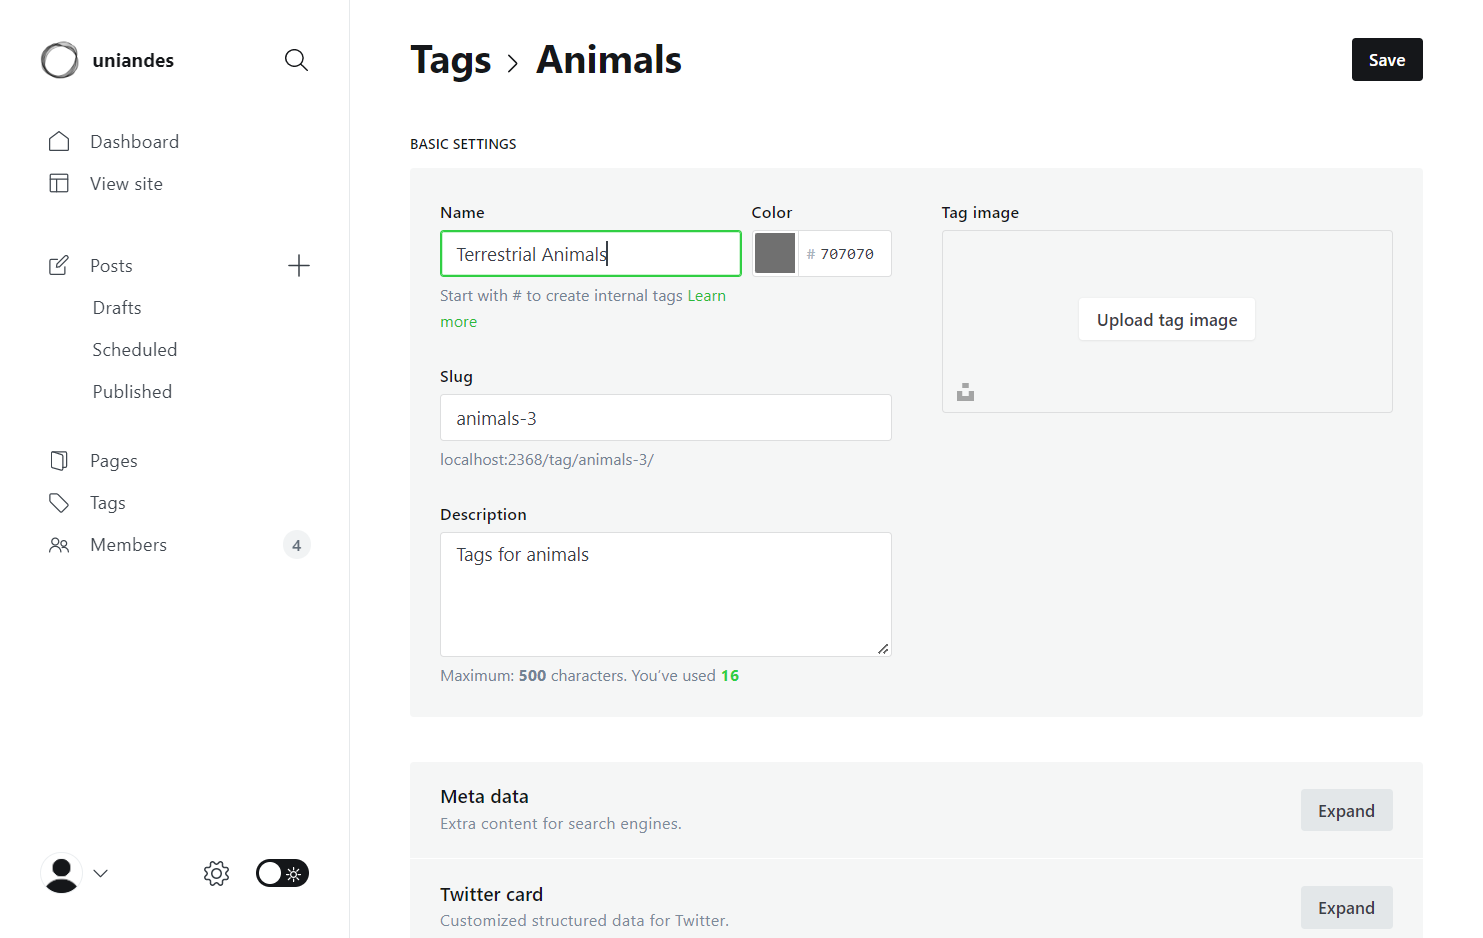 uniandes
Dashboard
View site
Posts
Drafts
Scheduled
Published
Pages
Tags
Members
4
Tags > Animals
Save
BASIC SETTINGS
Name
Terrestrial Animals
Start with # to create internal tags Learn
more
Color
# 707070
Slug
animals-3
localhost:2368/tag/animals-3/
Description
Tags for animals
Maximum: 500 characters. You’ve used 16
Tag image
Upload tag image
Meta data
Extra content for search engines.
Expand
Twitter card
Customized structured data for Twitter.
Expand